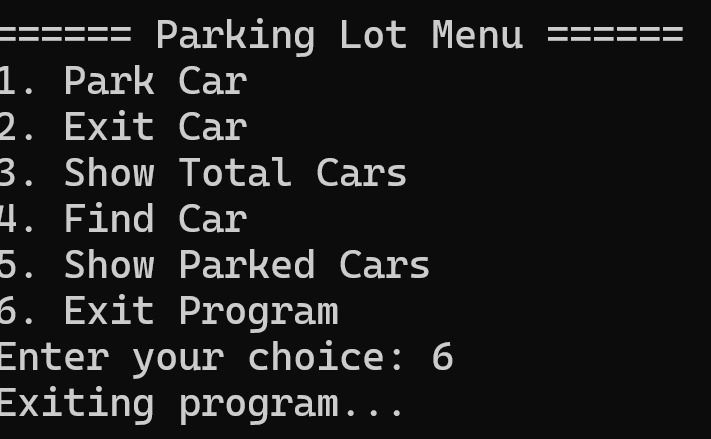 ====== Parking Lot Menu ======
1. Park Car
2. Exit Car
3. Show Total Cars
4. Find Car
5. Show Parked Cars
6. Exit Program
Enter your choice: 6
Exiting program...